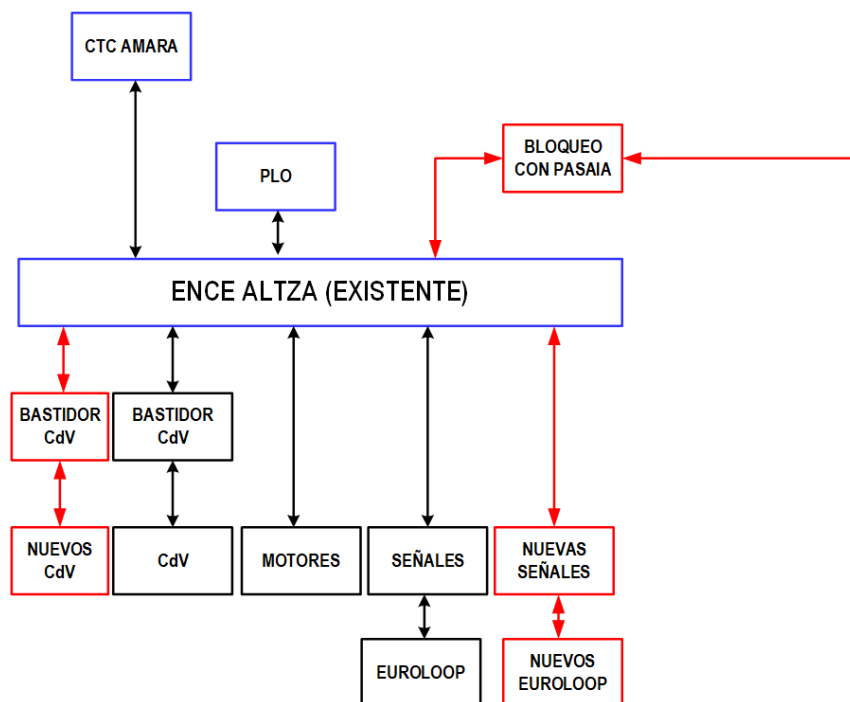 CTC AMARA
BLOQUEO
CON PASAIA
PLO
ENCE ALTZA (EXISTENTE)
BASTIDOR
CdV
BASTIDOR
CdV
NUEVOS
CdV
CdV
MOTORES
SEÑALES
NUEVAS
SEÑALES
EUROLOOP
NUEVOS
EUROLOOP